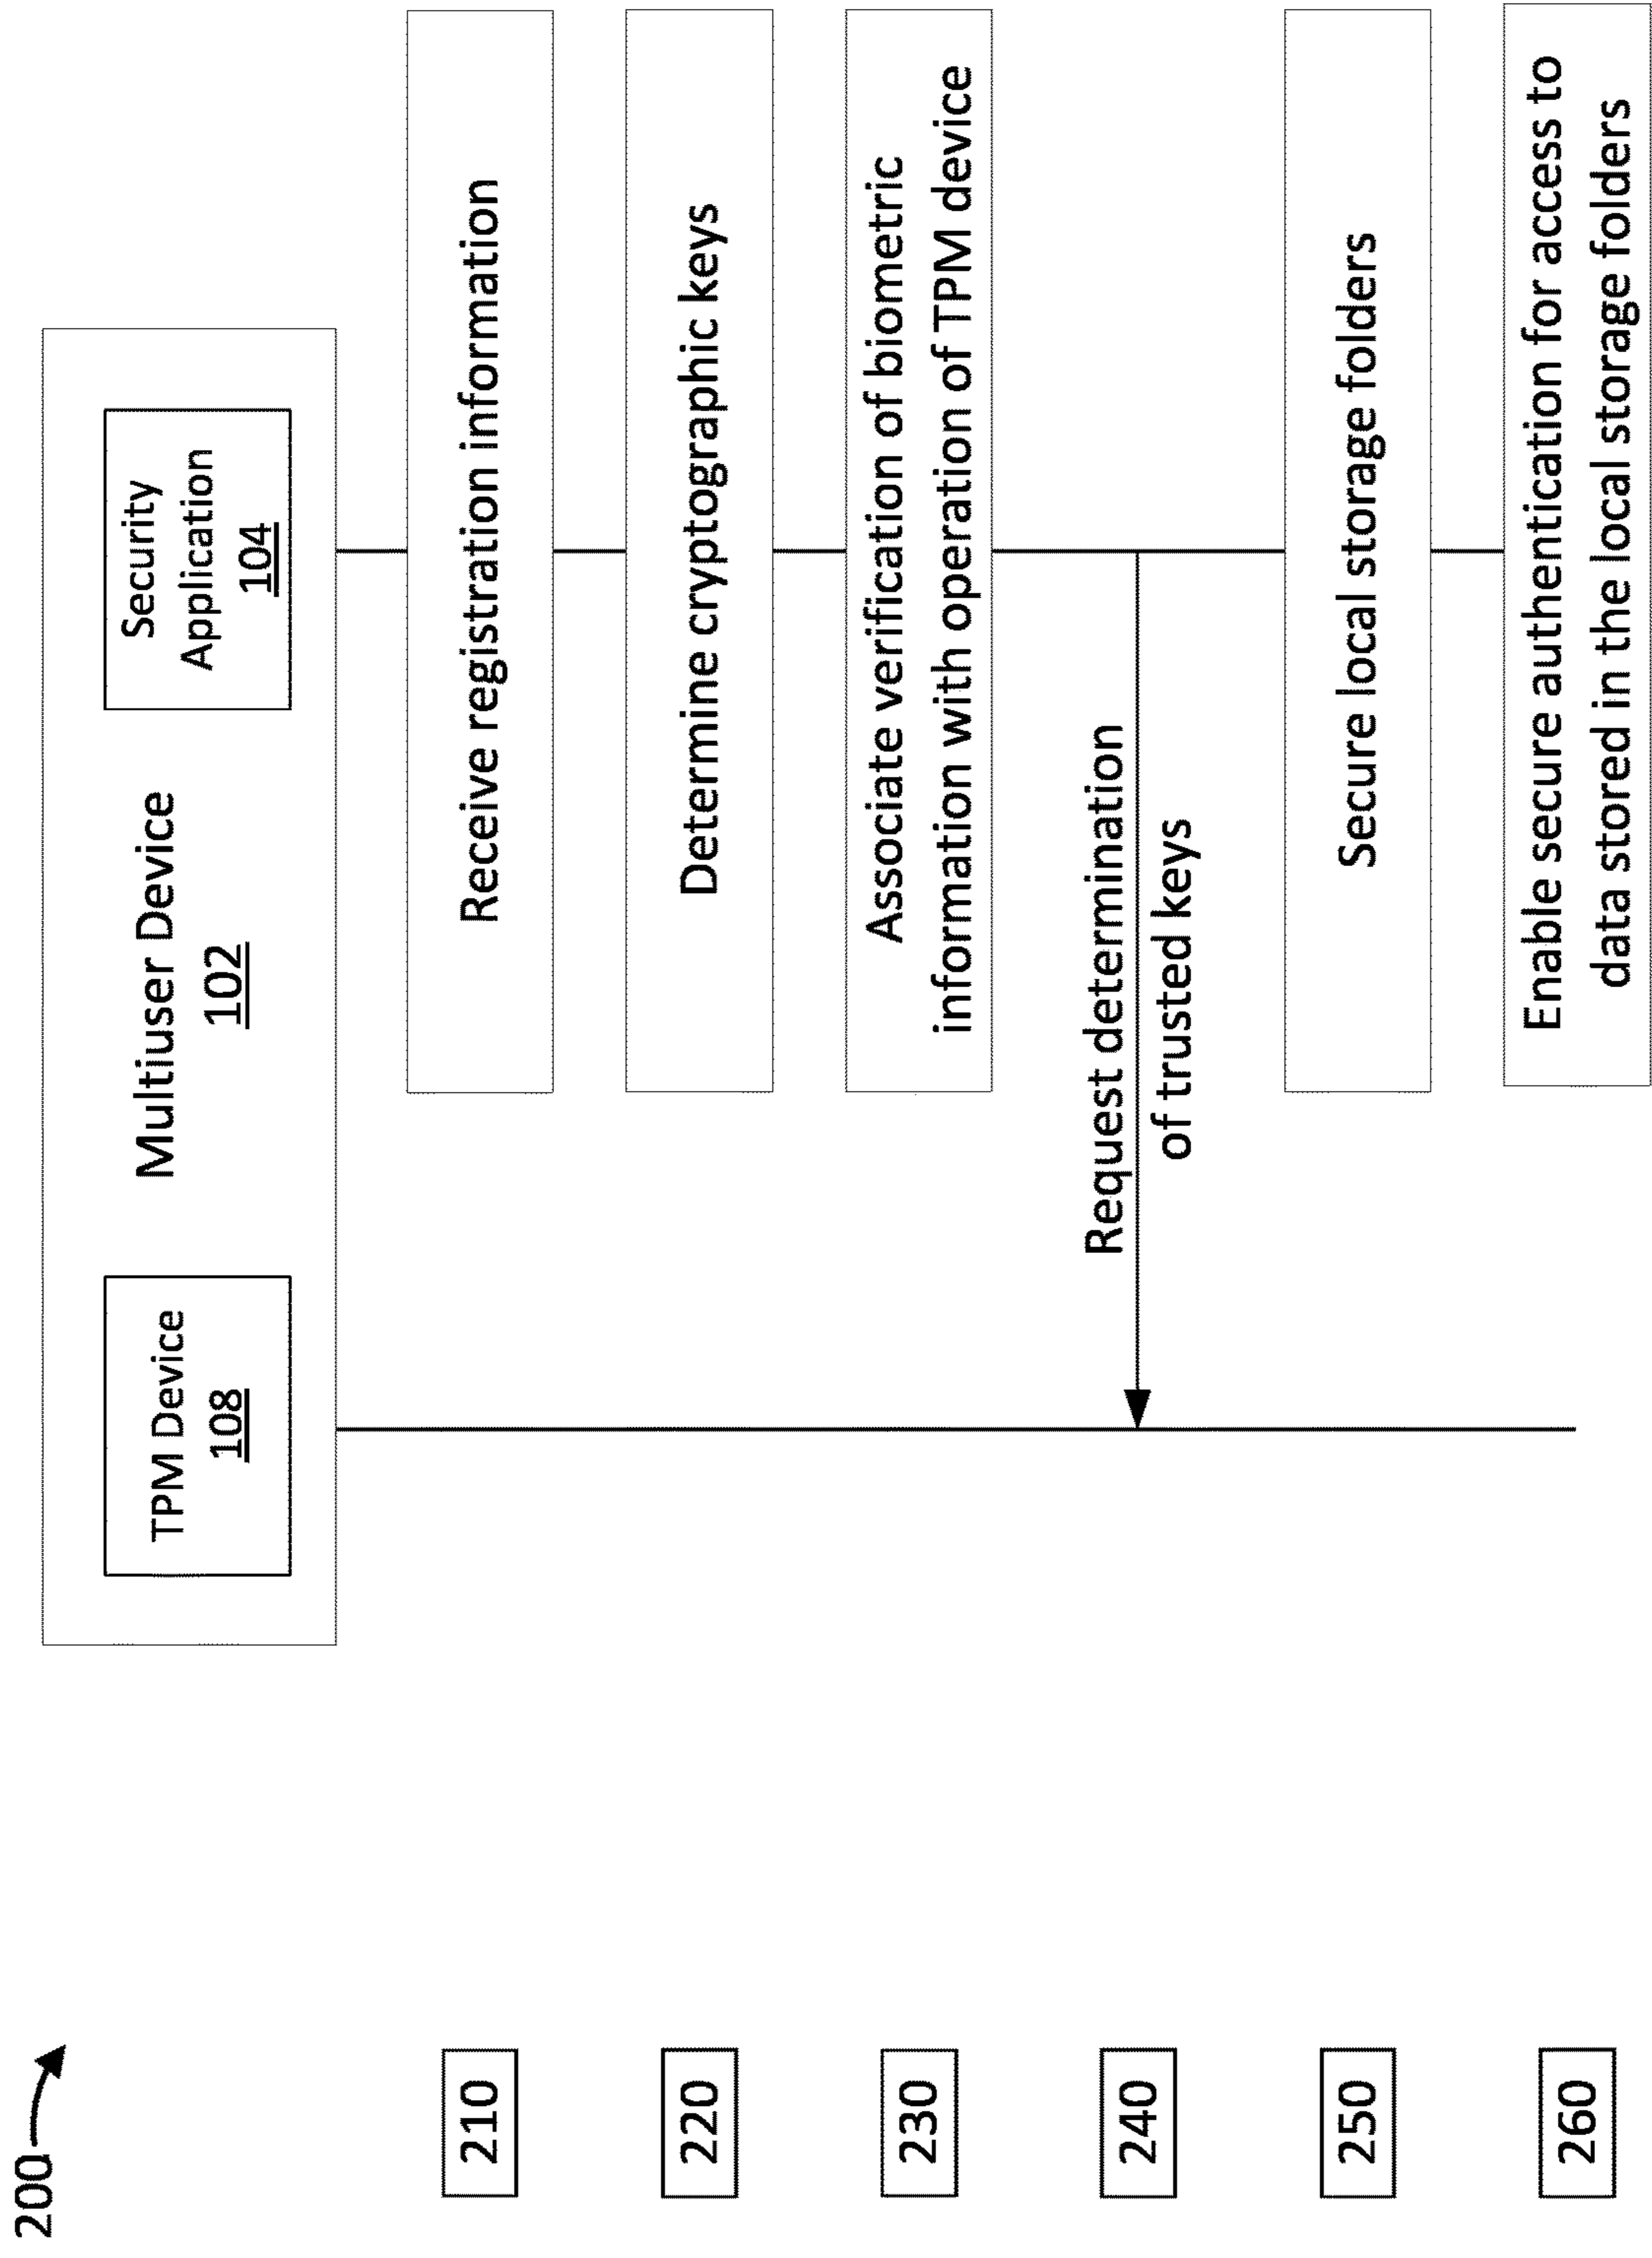 200
Multiuser Device
102
TPM Device
108
Security
Application
104
210
Receive registration information
220
Determine cryptographic keys
230
Associate verification of biometric
information with operation of TPM device
240
Request determination
of trusted keys
250
Secure local storage folders
260
Enable secure authentication for access to
data stored in the local storage folders